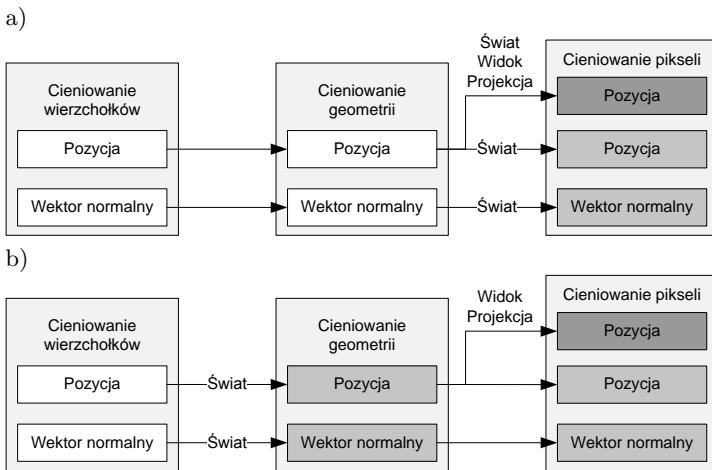 a)
Cieniowanie
wierzchołków
Pozycja
Wektor normalny
Cieniowanie
geometrii
Pozycja
Wektor normalny
Świat
Widok
Projekcja
Świat
Świat
Cieniowanie pikseli
Pozycja
Pozycja
Wektor normalny
b)
Cieniowanie
wierzchołków
Pozycja
Wektor normalny
Świat
Świat
Cieniowanie
geometrii
Pozycja
Wektor normalny
Widok
Projekcja
Cieniowanie pikseli
Pozycja
Pozycja
Wektor normalny